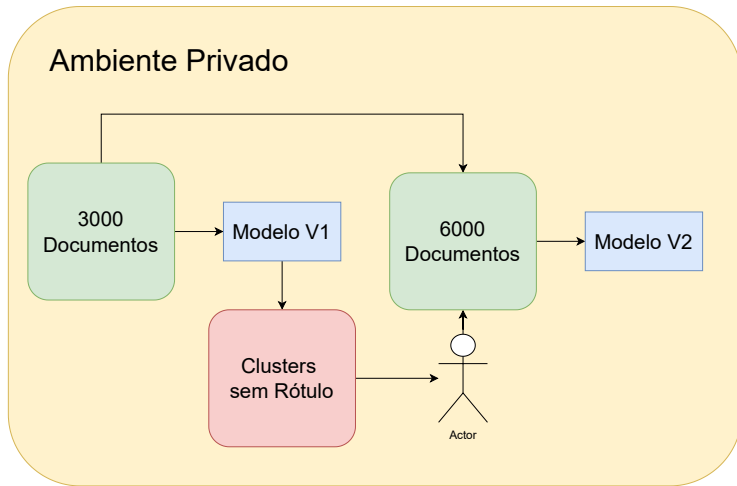 Ambiente Privado
3000
Documentos
Modelo V1
6000
Documentos
Modelo V2
Clusters
sem Rótulo
Actor